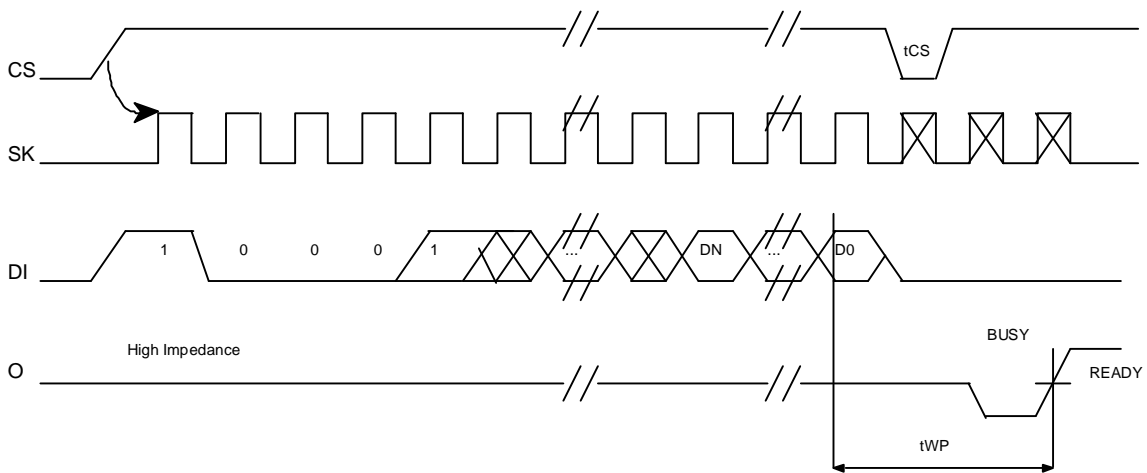 tCS
CS
SK
1 0 0 0 1 ... DN ... D0
DI
BUSY
High Impedance
O
READY
tWP